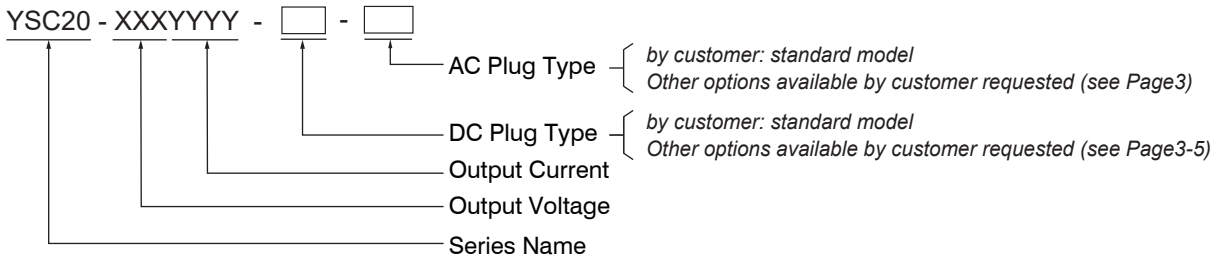 YSC20 - XXXYYYY - -
AC Plug Type
by customer: standard model
Other options available by customer requested (see Page3)
DC Plug Type
by customer: standard model
Other options available by customer requested (see Page3-5)
Output Current
Output Voltage
Series Name